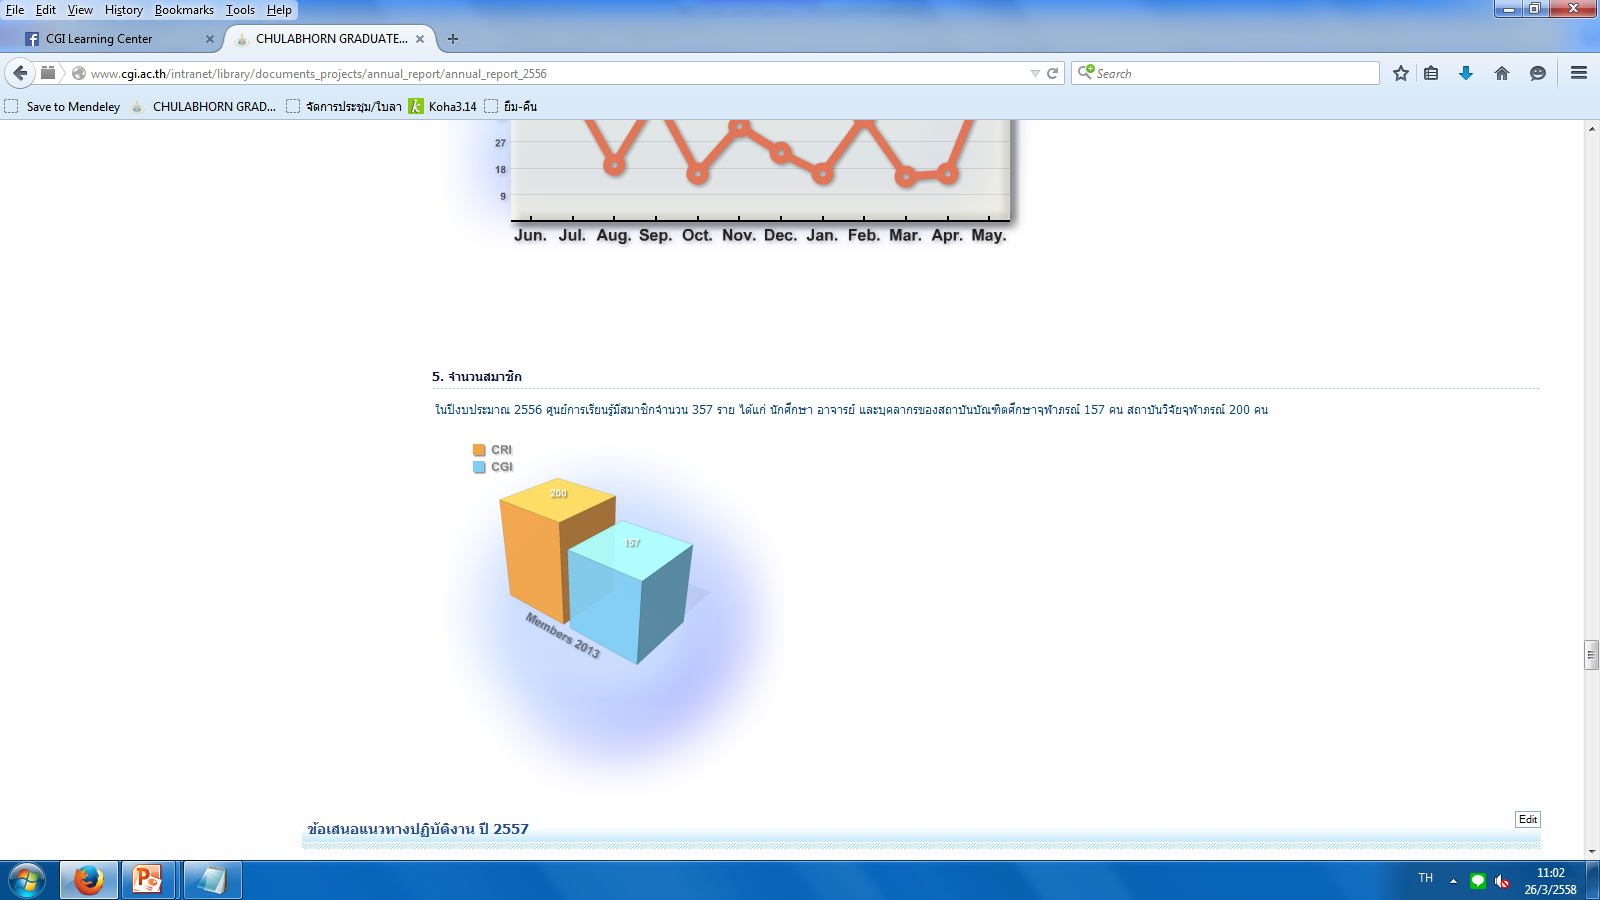 File Edit View History Bookmarks Tools Help
CGI Learning Center
CHULABHORN GRADUATE...
www.cgi.ac.th/intranet/library/documents_projects/annual_report/annual_report_2556
Search
Save to Mendeley CHULABHORN GRAD... จัดการประชุม/ใบลา Koha3.14 ยืม-คืน
27
18
9
Jun. Jul. Aug. Sep. Oct. Nov. Dec. Jan. Feb. Mar. Apr. May.
5. จำนวนสมาชิก
ในปีงบประมาณ 2556 ศูนย์การเรียนรู้มีสมาชิกจำนวน 357 ราย ได้แก่ นักศึกษา อาจารย์ และบุคลากรของสถาบันบัณฑิตศึกษาจุฬาภรณ์ 157 คน สถาบันวิจัยจุฬาภรณ์ 200 คน
CRI
CGI
200
157
Members 2013
Edit
ข้อเสนอแนวทางปฏิบัติงาน ปี 2557
TH
11:02
26/3/2558